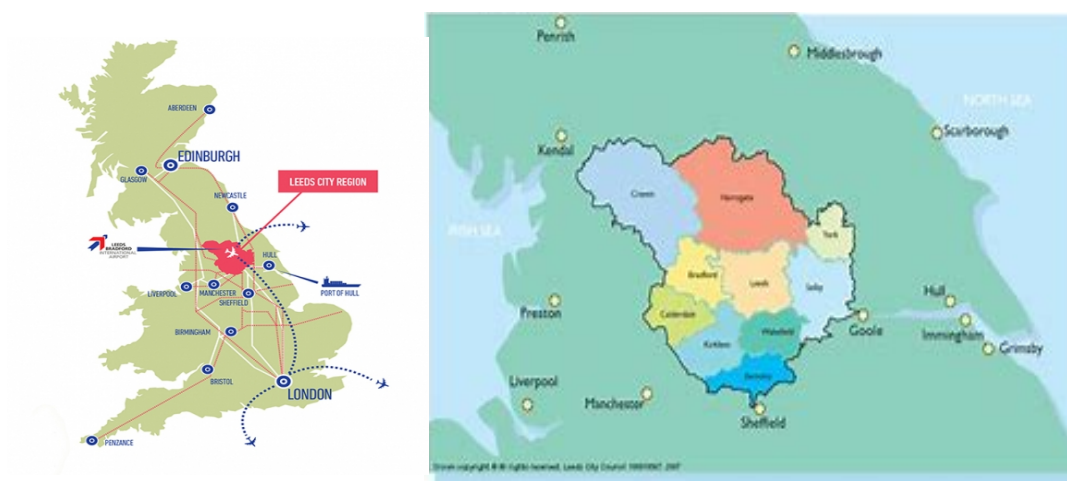 ABERDEEN
EDINBURGH
GLASGOW
LEEDS CITY REGION
NEWCASTLE
LEEDS
BRADFORD
INTERNATIONAL
AIRPORT
HULL
PORT OF HULL
LIVERPOOL
MANCHESTER
SHEFFIELD
BIRMINGHAM
BRISTOL
LONDON
PENZANCE
Penrish
Middlesbrough
NORTH SEA
Scarborough
Kendal
Craven
Harrogate
York
IRISH SEA
Bradford
Leeds
Selby
Calderdale
Preston
Hull
Goole
Wakefield
Kirklees
Immingham
Grimsby
Barnsley
Liverpool
Manchester
Sheffield